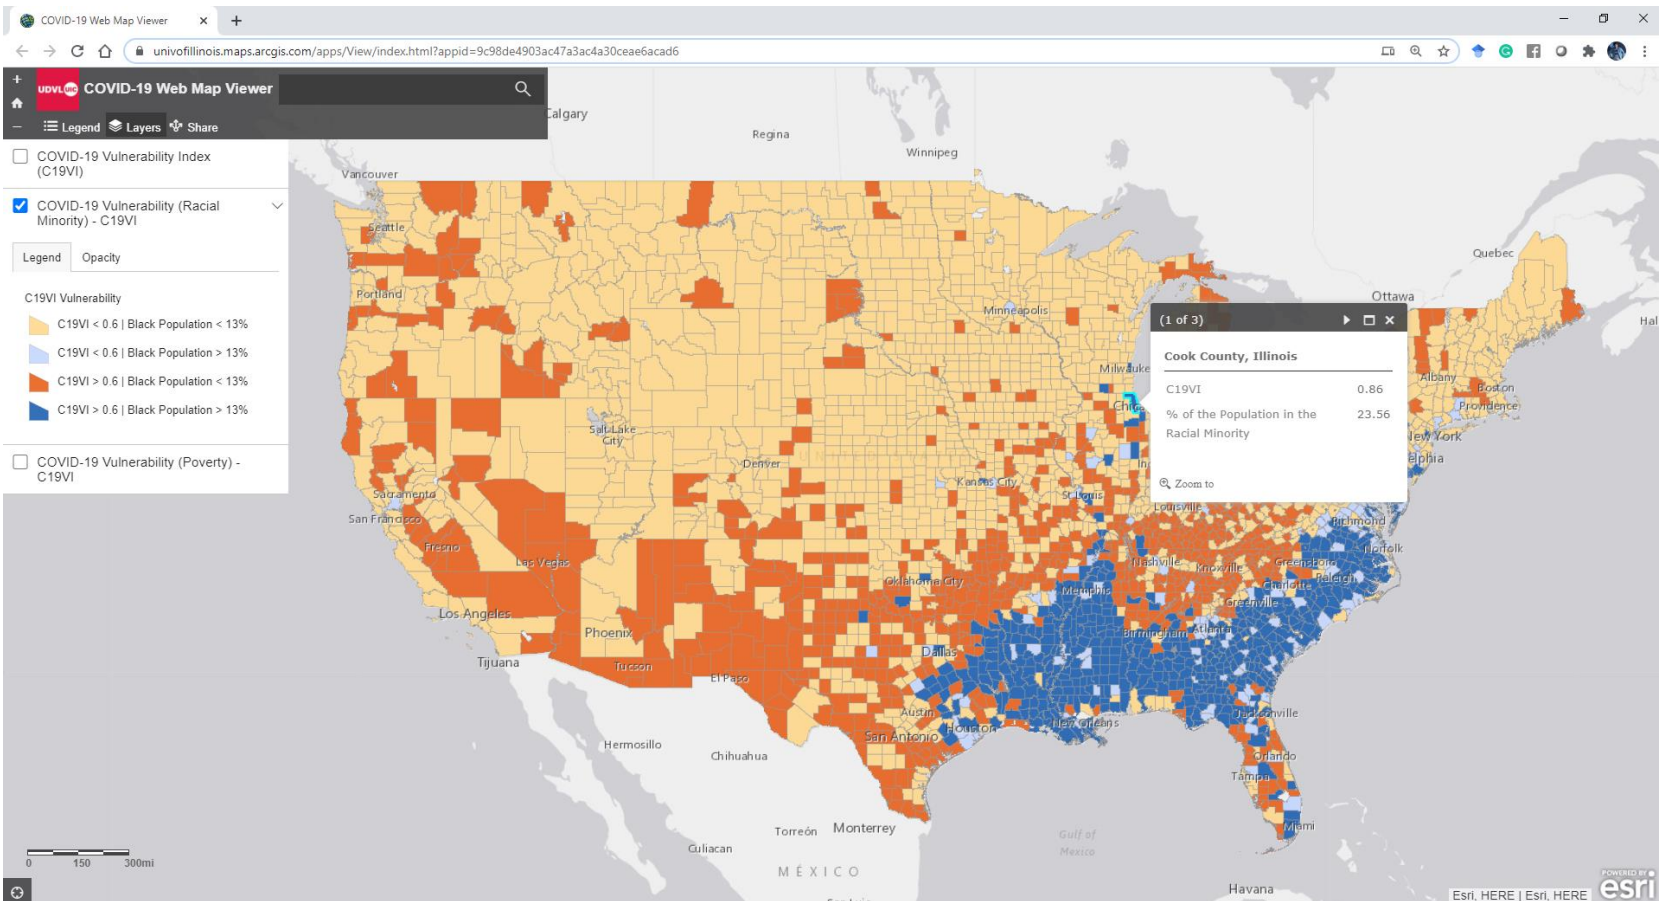 COVID-19 Web Map Viewer
univofillinois.maps.arcgis.com/apps/View/index.html?appid=9c98de4903ac47a3ac4a30ceae6acad6
UDVL UIC COVID-19 Web Map Viewer
Legend Layers Share
COVID-19 Vulnerability Index
(C19VI)
COVID-19 Vulnerability (Racial
Minority) - C19VI
Legend Opacity
C19VI Vulnerability
C19VI < 0.6 | Black Population < 13%
C19VI < 0.6 | Black Population > 13%
C19VI > 0.6 | Black Population < 13%
C19VI > 0.6 | Black Population > 13%
COVID-19 Vulnerability (Poverty) -
C19VI
(1 of 3)
Cook County, Illinois
C19VI 0.86
% of the Population in the 23.56
Racial Minority
Zoom to
Calgary
Regina
Winnipeg
Vancouver
Seattle
Quebec
Portland
Ottawa
Minneapolis
Hal
Milwauke
Albany
Boston
Chica
Providence
Salt Lake
City
New York
Denver
elphia
Kansas City
St Louis
Sacramento
Louisville
San Francisco
Richmond
Fresno
Norfolk
Las Vegas
Nashville
Knoxville
Greensboro
Oklahoma City
Charlotte
Raleigh
Memphis
Greenville
Los Angeles
Phoenix
Birmingham
Atlanta
Dallas
Tijuana
Tucson
El Paso
Austin
Jacksonville
New Orleans
Houston
San Antonio
Hermosillo
Chihuahua
Orlando
Tampa
Miami
Torreón
Monterrey
Gulf of
Mexico
Culiacan
MÉXICO
Havana
0 150 300mi
Esri, HERE | Esri, HERE
POWERED BY
esri